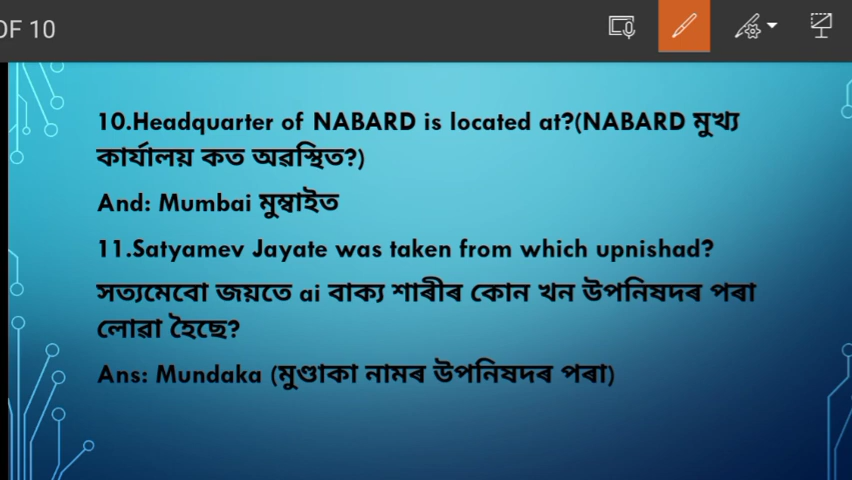 OF 10
10.Headquarter of NABARD is located at?(NABARD মুখ্য
কাৰ্যালয় কত অৱস্থিত?)
And: Mumbai মুম্বাইত
11.Satyamev Jayate was taken from which upnishad?
সত্যমেবো জয়তে ai বাক্য শাৰীৰ কোন খন উপনিষদৰ পৰা
লোৱা হৈছে?
Ans: Mundaka (মুণ্ডাকা নামৰ উপনিষদৰ পৰা)